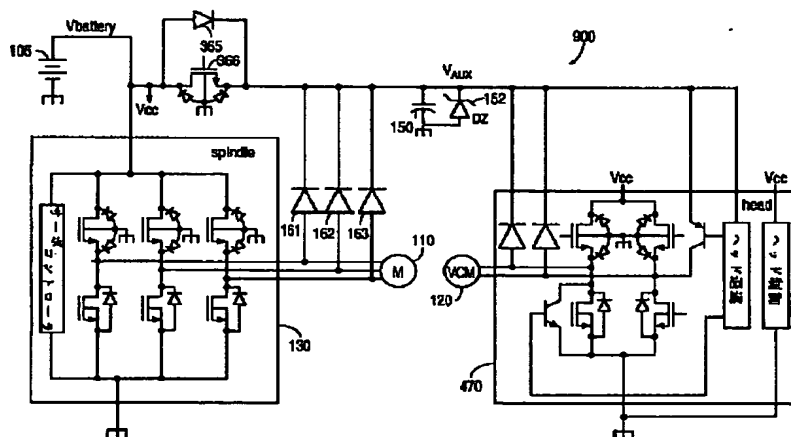 Vbattery
106
365
366
900
VAUX
Vcc
152
150
DZ
spindle
161
162
163
Vcc
Vcc
head
110
M
VCM
120
130
470